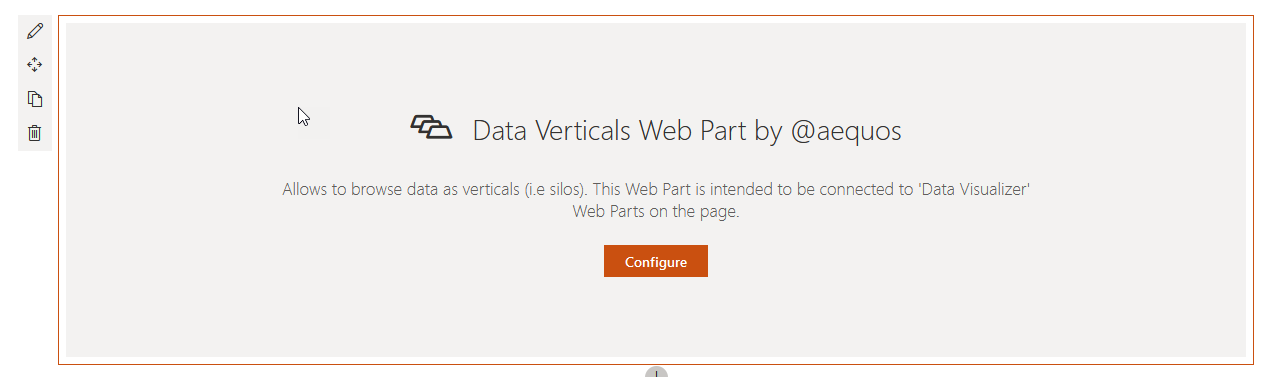 Data Verticals Web Part by @aequos
Allows to browse data as verticals (i.e silos). This Web Part is intended to be connected to 'Data Visualizer'
Web Parts on the page.
Configure